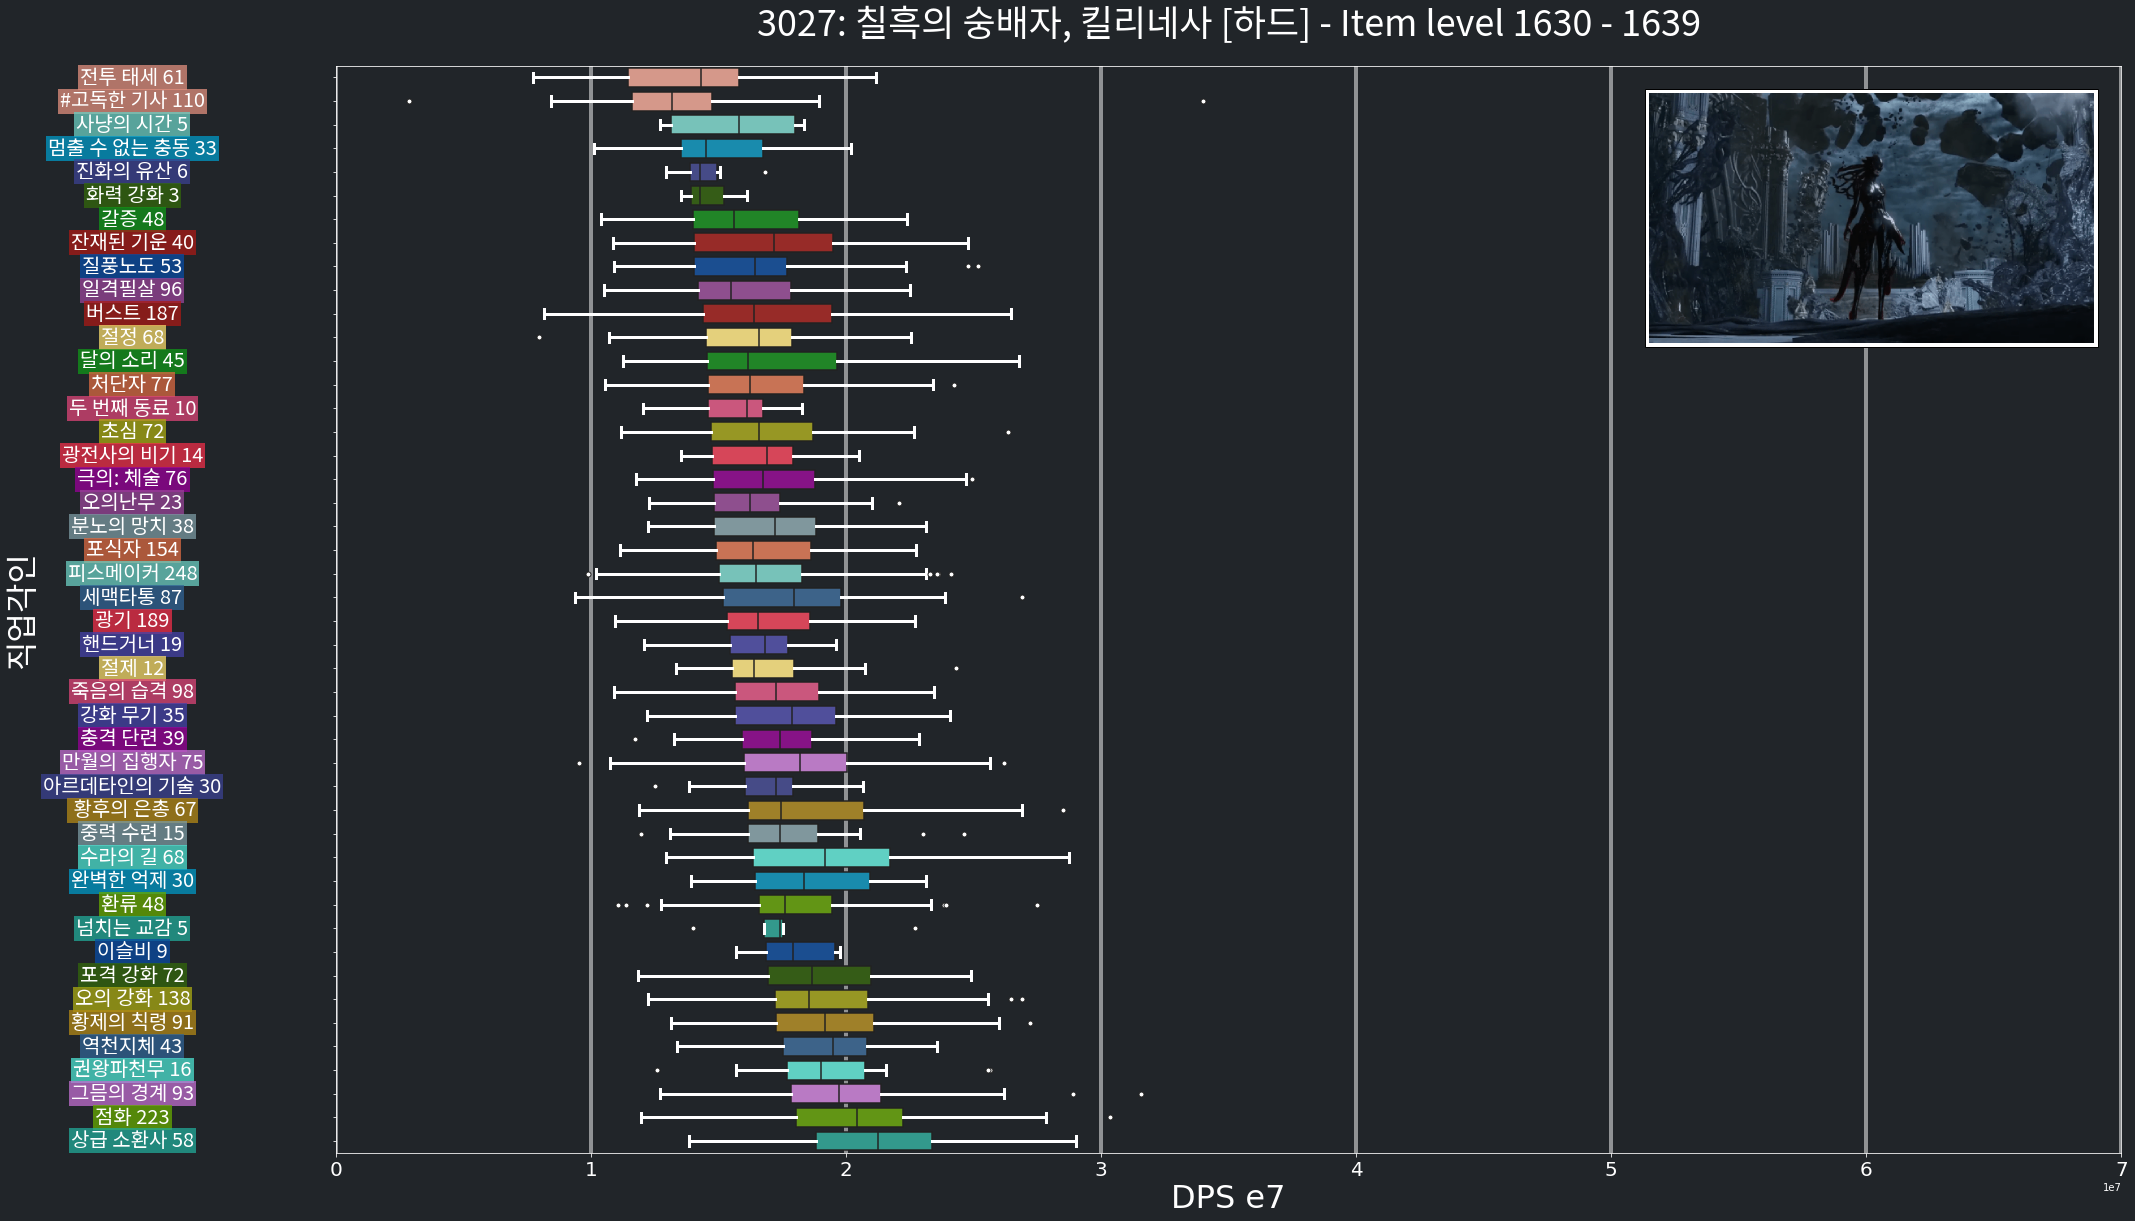 3027: 칠흑의 숭배자, 킬리네사 [하드] - Item level 1630 - 1639
직업각인
전투 태세 61
#고독한 기사 110
사냥의 시간 5
멈출 수 없는 충동 33
진화의 유산 6
화력 강화 3
갈증 48
잔재된 기운 40
질풍노도 53
일격필살 96
버스트 187
절정 68
달의 소리 45
처단자 77
두 번째 동료 10
초심 72
광전사의 비기 14
극의: 체술 76
오의난무 23
분노의 망치 38
포식자 154
피스메이커 248
세맥타통 87
광기 189
핸드거너 19
절제 12
죽음의 습격 98
강화 무기 35
충격 단련 39
만월의 집행자 75
아르데타인의 기술 30
황후의 은총 67
중력 수련 15
수라의 길 68
완벽한 억제 30
환류 48
넘치는 교감 5
이슬비 9
포격 강화 72
오의 강화 138
황제의 칙령 91
역천지체 43
권왕파천무 16
그믐의 경계 93
점화 223
상급 소환사 58
0 1 2 3 4 5 6 7
1e7
DPS e7